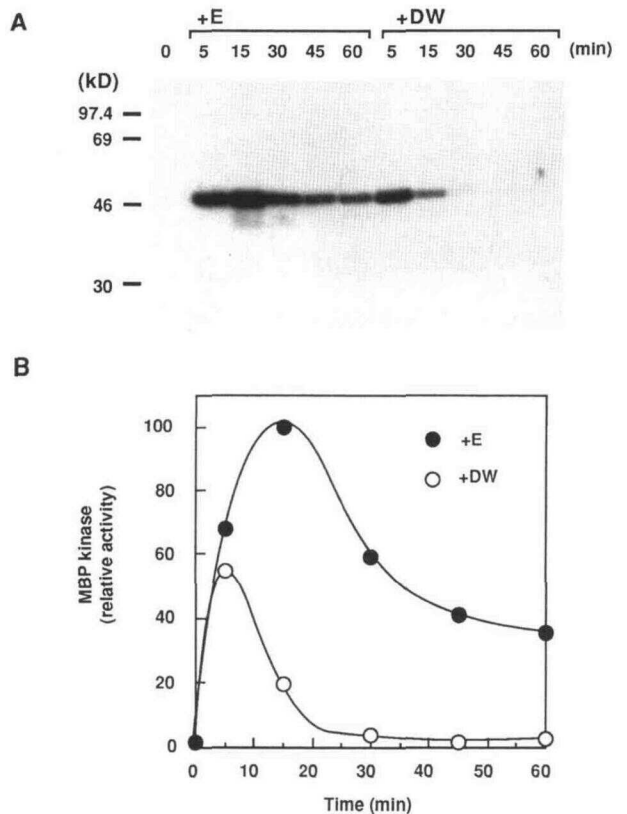 A
+E +DW
0 5 15 30 45 60 5 15 30 45 60 (min)
(kD)
97.4
69
46
30
B
100
80
60
40
20
0
MBP kinase
(relative activity)
+E
+DW
0 10 20 30 40 50 60
Time (min)